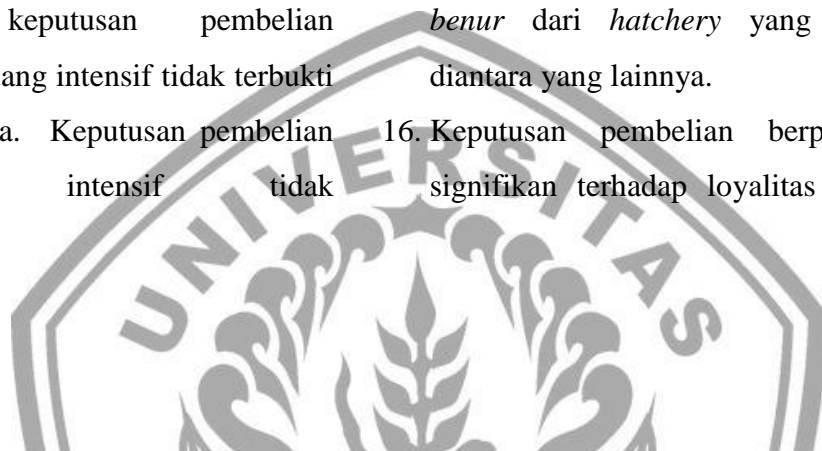 keputusan pembelian
ang intensif tidak terbukti
a. Keputusan pembelian
intensif tidak
benur dari hatchery yang
diantara yang lainnya.
16. Keputusan pembelian berp
signifikan terhadap loyalitas
UNIVERSITAS